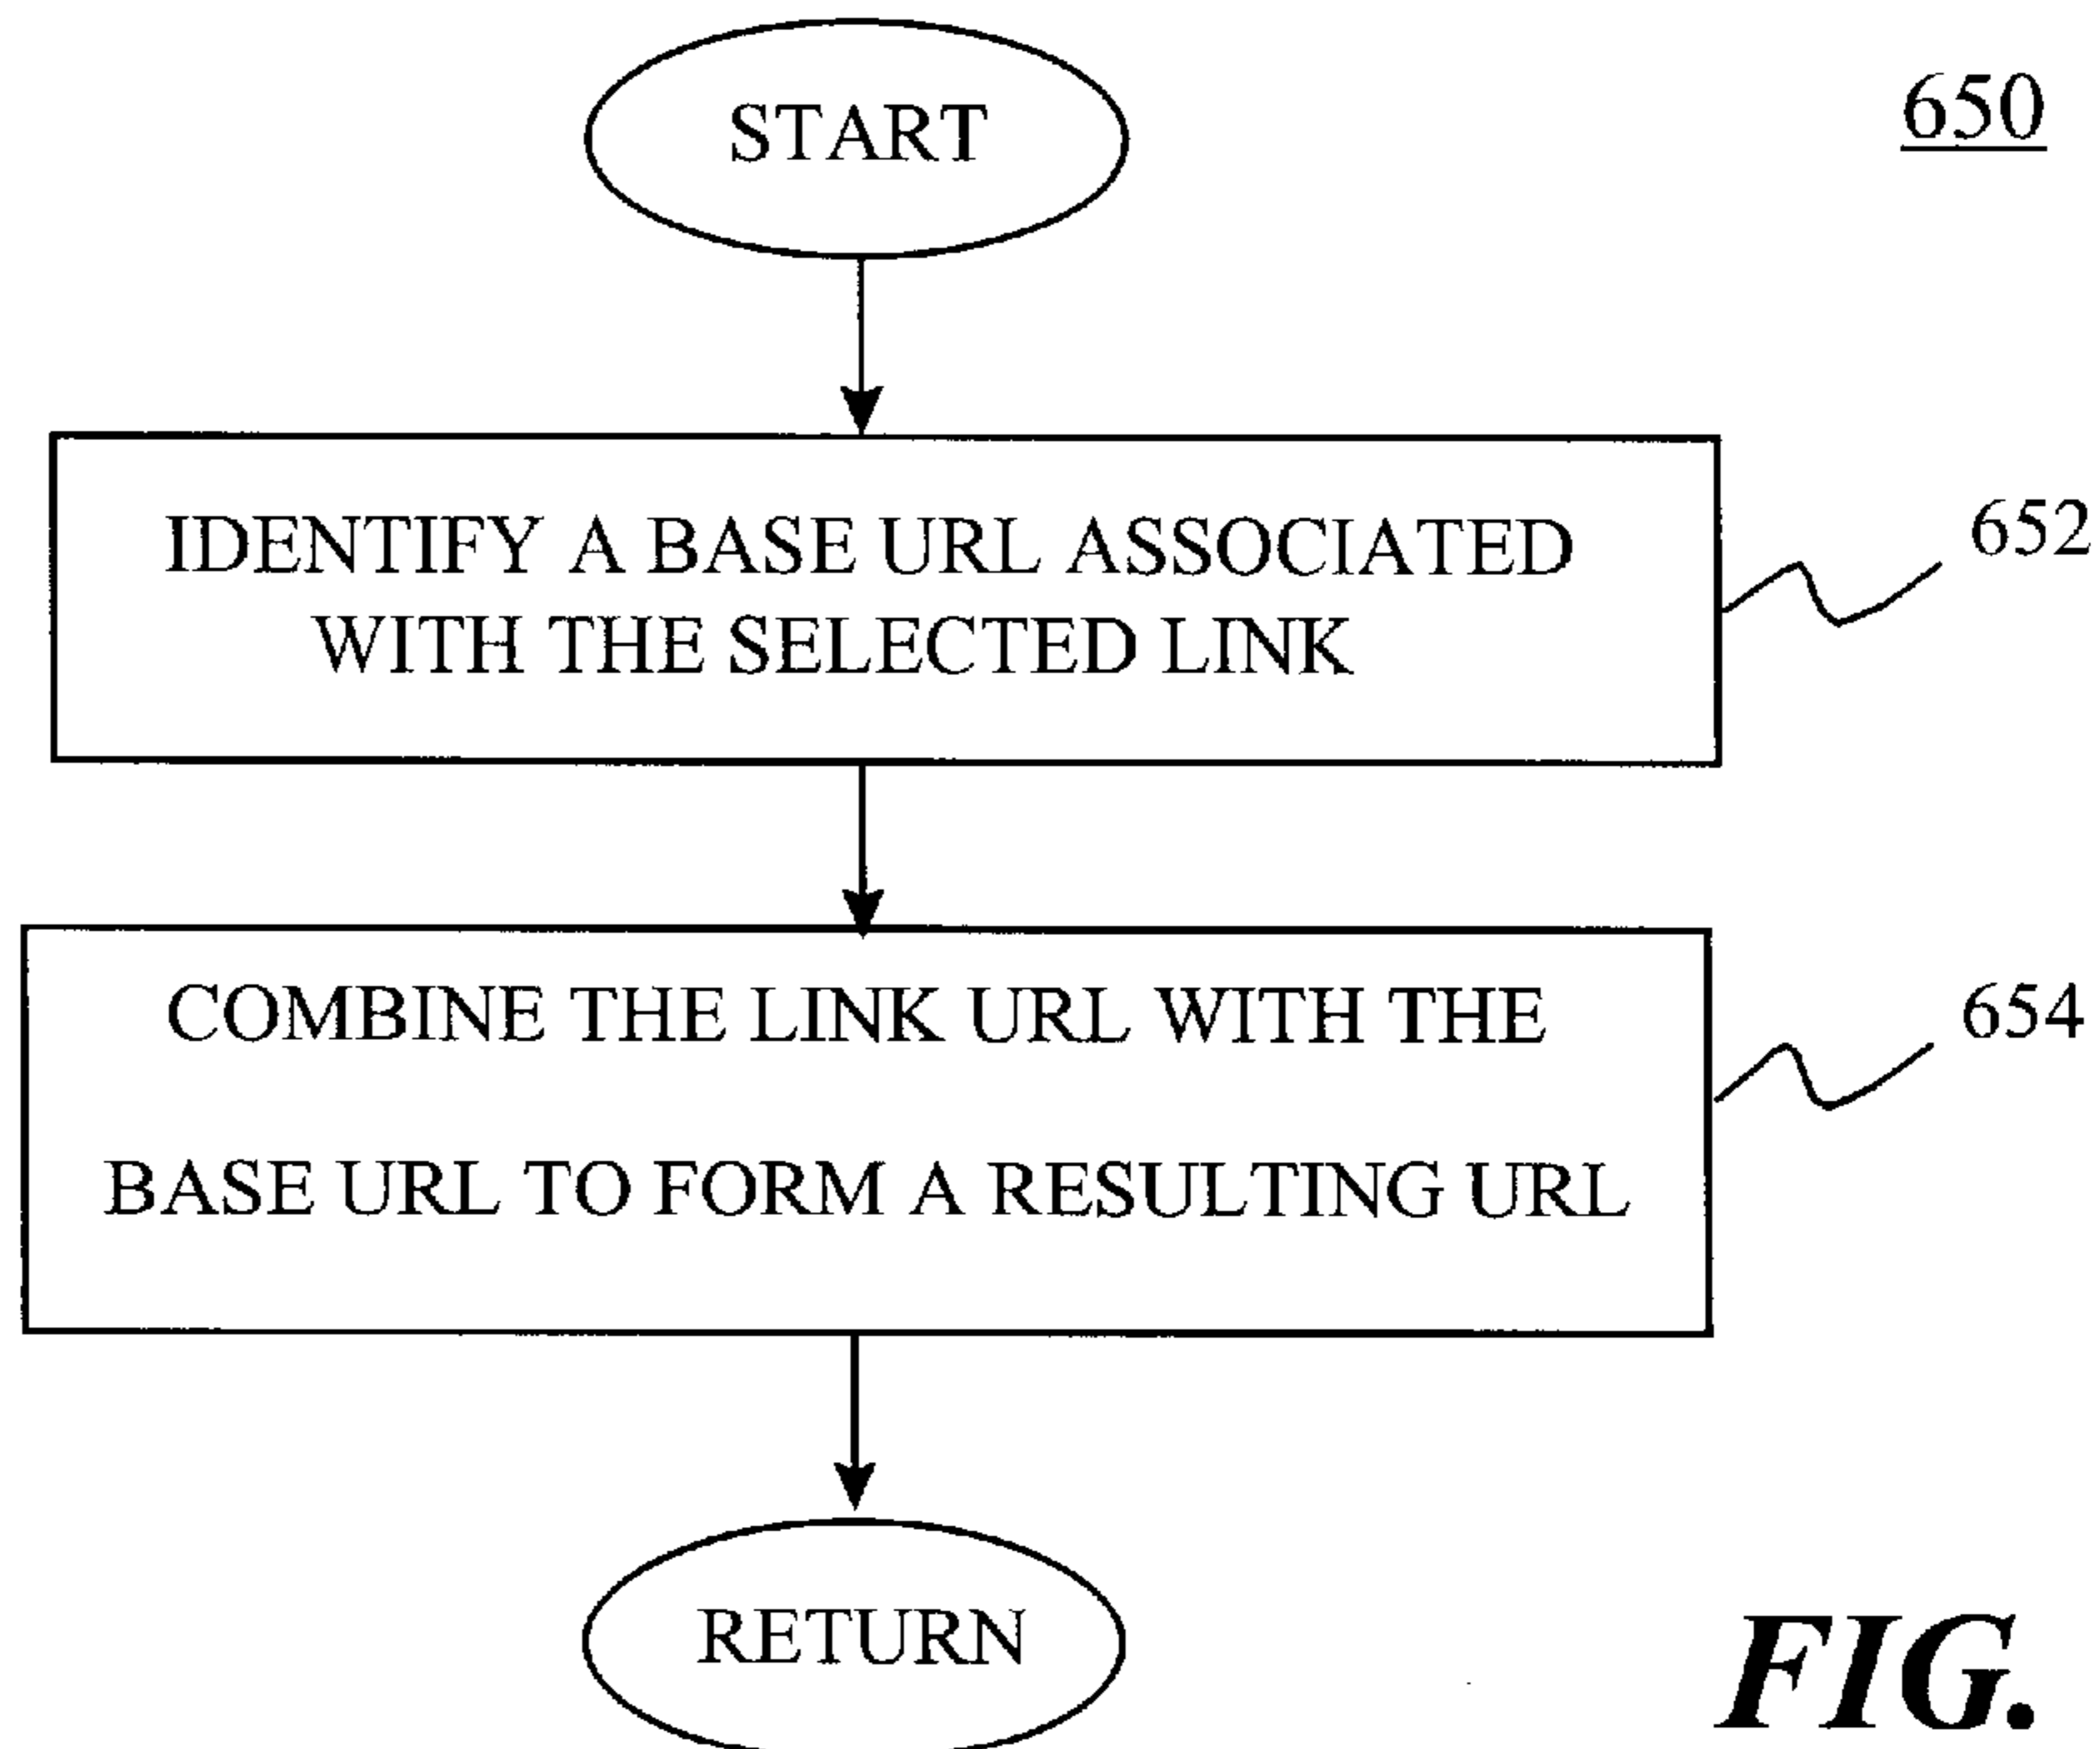 START
650
IDENTIFY A BASE URL ASSOCIATED
WITH THE SELECTED LINK
652
COMBINE THE LINK URL WITH THE
BASE URL TO FORM A RESULTING URL
654
RETURN
FIG.